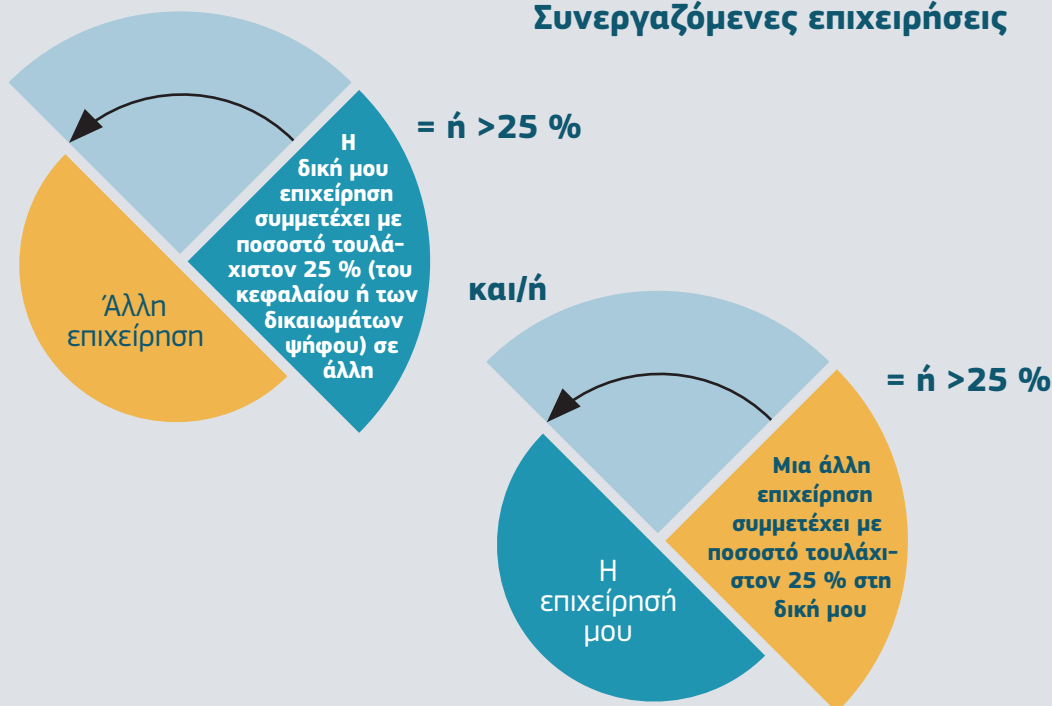 Συνεργαζόμενες επιχειρήσεις
= ή >25 %
Η
δική μου
επιχείρηση
συμμετέχει με
ποσοστό τουλά-
χιστον 25 % (του
κεφαλαίου ή των
δικαιωμάτων
ψήφου) σε
άλλη
Άλλη
επιχείρηση
και/ή
= ή >25 %
Μια άλλη
επιχείρηση
συμμετέχει με
ποσοστό τουλάχι-
στον 25 % στη
δική μου
Η
επιχείρησή
μου